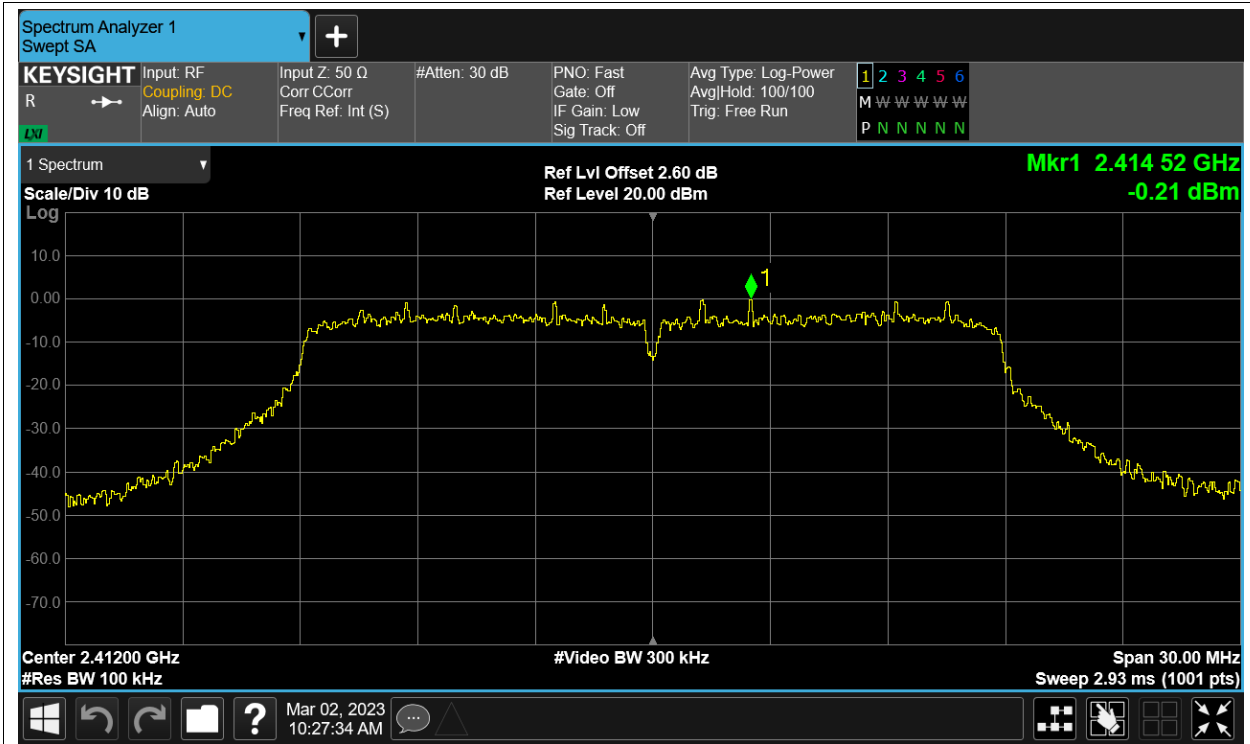 Spectrum Analyzer 1
Swept SA
+
KEYSIGHT
R
LXI
Input: RF
Coupling: DC
Align: Auto
Input Z: 50 Ω
Corr CCorr
Freq Ref: Int (S)
#Atten: 30 dB
PNO: Fast
Gate: Off
IF Gain: Low
Sig Track: Off
Avg Type: Log-Power
Avg|Hold: 100/100
Trig: Free Run
1 2 3 4 5 6
M W W W W W W
P N N N N N N
1 Spectrum
Scale/Div 10 dB
Log
Ref Lvl Offset 2.60 dB
Ref Level 20.00 dBm
Mkr1 2.414 52 GHz
-0.21 dBm
1
10.0
0.00
-10.0
-20.0
-30.0
-40.0
-50.0
-60.0
-70.0
Center 2.41200 GHz
#Res BW 100 kHz
#Video BW 300 kHz
Span 30.00 MHz
Sweep 2.93 ms (1001 pts)
?
Mar 02, 2023
10:27:34 AM